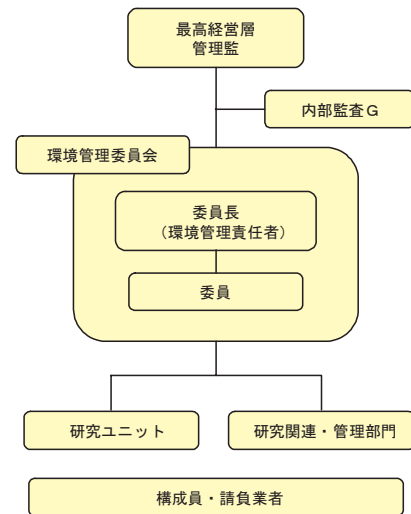 最高経営層
管理監
内部監査G
環境管理委員会
委員長
（環境管理責任者）
委員
研究ユニット
研究関連・管理部門
構成員・請負業者